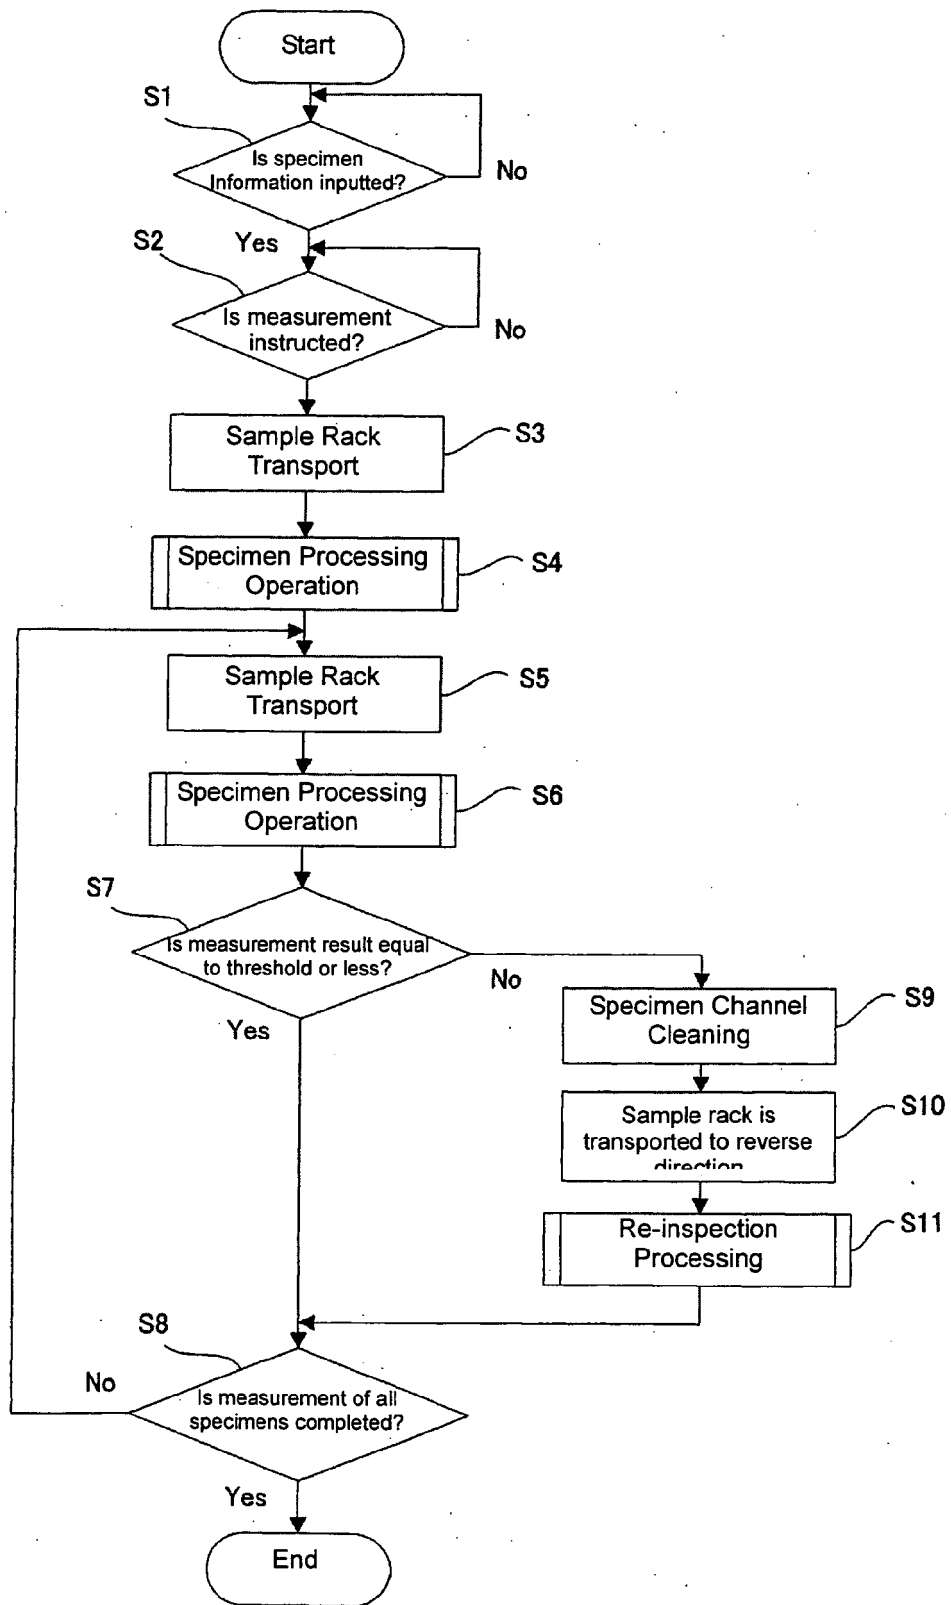 Start
S1
Is specimen
Information inputted?
No
Yes
S2
Is measurement
instructed?
No
Sample Rack
Transport
S3
Specimen Processing
Operation
S4
Sample Rack
Transport
S5
Specimen Processing
Operation
S6
S7
Is measurement result equal
to threshold or less?
No
Yes
Specimen Channel
Cleaning
S9
Sample rack is
transported to reverse
direction
S10
Re-inspection
Processing
S11
S8
No
Is measurement of all
specimens completed?
Yes
End